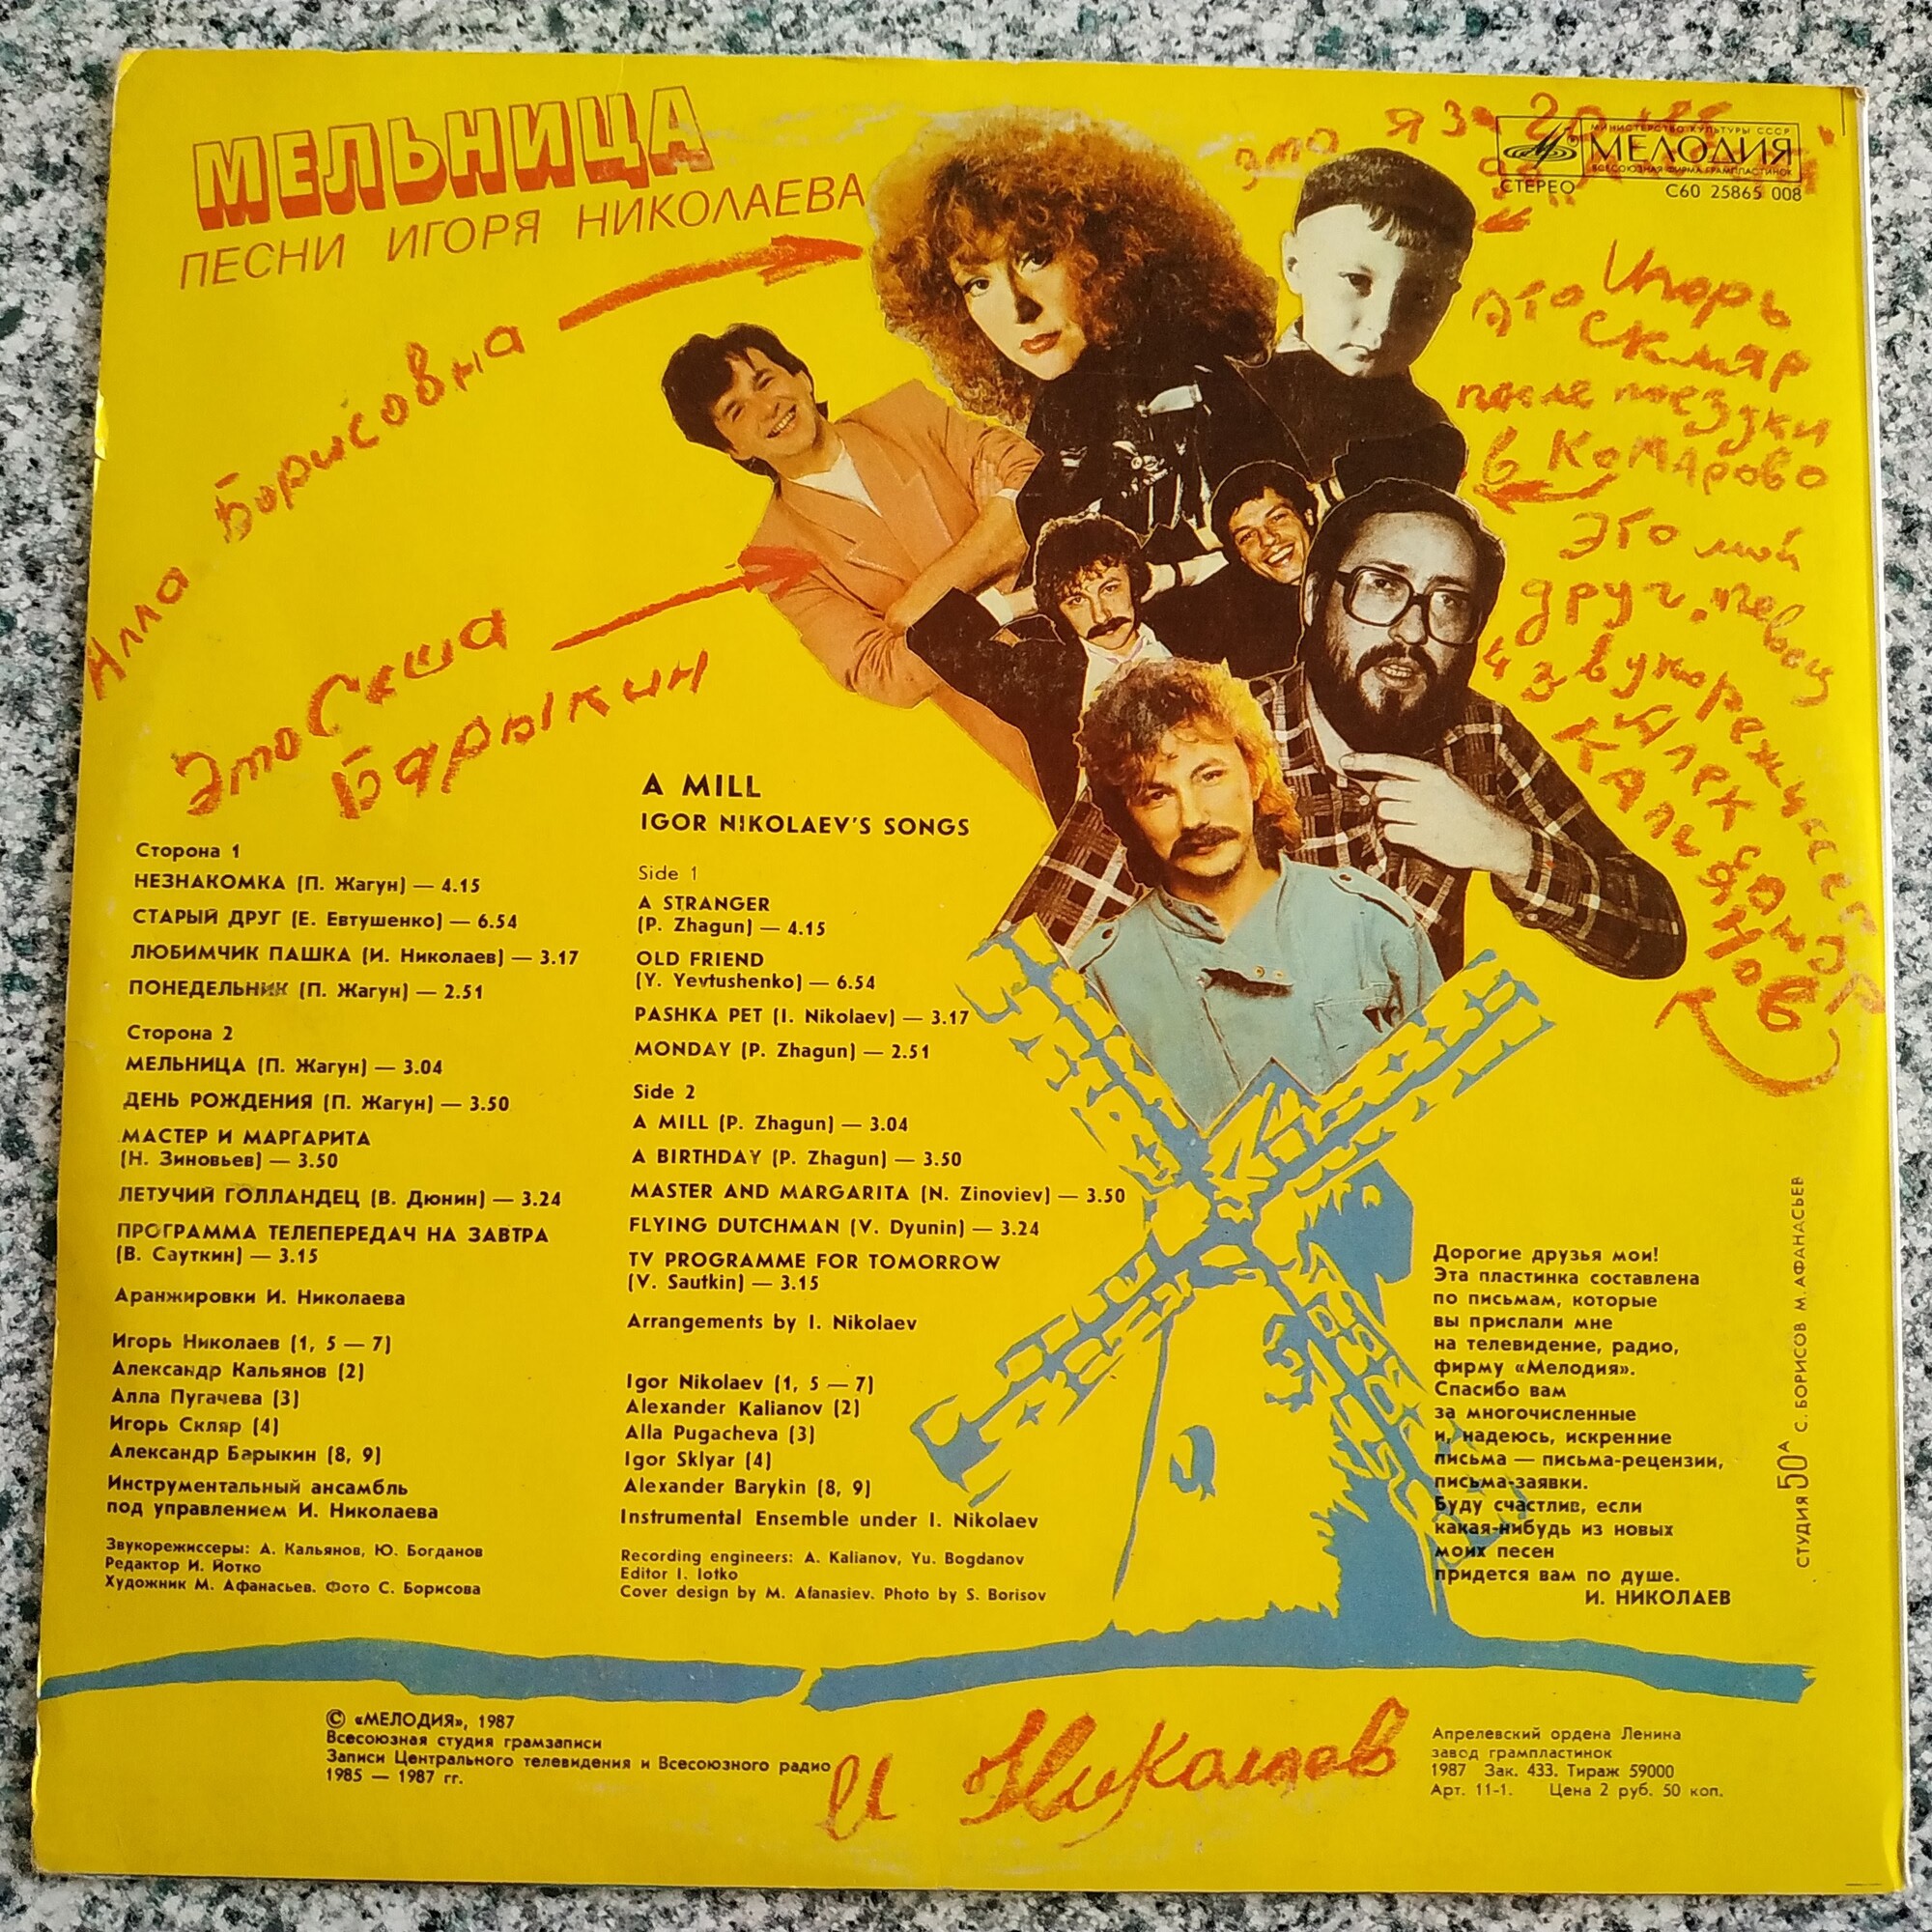 МЕЛЬНИЦА
ПЕСНИ ИГОРЯ НИКОЛАЕВА
МИНИСТЕРСТВО КУЛЬТУРЫ СССР
МЕЛОДИЯ
ВСЕСОЮЗНАЯ ФИРМА ГРАМПЛАСТИНОК
СТЕРЕО
С60 25865 008
это я за
Алла Борисовна
Это Саша
Барыкин
Игорь
это Скляр
после поездки
в Комарово
Это мой
друг, певец
и звукорежиссер
Александр
Кальянов
Сторона 1
НЕЗНАКОМКА (П. Жагун) — 4.15
СТАРЫЙ ДРУГ (Е. Евтушенко) — 6.54
ЛЮБИМЧИК ПАШКА (И. Николаев) — 3.17
ПОНЕДЕЛЬНИК (П. Жагун) — 2.51
Сторона 2
МЕЛЬНИЦА (П. Жагун) — 3.04
ДЕНЬ РОЖДЕНИЯ (П. Жагун) — 3.50
МАСТЕР И МАРГАРИТА
(Н. Зиновьев) — 3.50
ЛЕТУЧИЙ ГОЛЛАНДЕЦ (В. Дюнин) — 3.24
ПРОГРАММА ТЕЛЕПЕРЕДАЧ НА ЗАВТРА
(В. Сауткин) — 3.15
Аранжировки И. Николаева
Игорь Николаев (1, 5 — 7)
Александр Кальянов (2)
Алла Пугачева (3)
Игорь Скляр (4)
Александр Барыкин (8, 9)
Инструментальный ансамбль
под управлением И. Николаева
Звукорежиссеры: А. Кальянов, Ю. Богданов
Редактор И. Йотко
Художник М. Афанасьев. Фото С. Борисова
A MILL
IGOR NIKOLAEV'S SONGS
Side 1
A STRANGER
(P. Zhagun) — 4.15
OLD FRIEND
(Y. Yevtushenko) — 6.54
PASHKA PET (I. Nikolaev) — 3.17
MONDAY (P. Zhagun) — 2.51
Side 2
A MILL (P. Zhagun) — 3.04
A BIRTHDAY (P. Zhagun) — 3.50
MASTER AND MARGARITA (N. Zinoviev) — 3.50
FLYING DUTCHMAN (V. Dyunin) — 3.24
TV PROGRAMME FOR TOMORROW
(V. Sautkin) — 3.15
Arrangements by I. Nikolaev
Igor Nikolaev (1, 5 — 7)
Alexander Kalianov (2)
Alla Pugacheva (3)
Igor Sklyar (4)
Alexander Barykin (8, 9)
Instrumental Ensemble under I. Nikolaev
Recording engineers: A. Kalianov, Yu. Bogdanov
Editor I. Iotko
Cover design by M. Afanasiev. Photo by S. Borisov
Дорогие друзья мои!
Эта пластинка составлена
по письмам, которые
вы прислали мне
на телевидение, радио,
фирму «Мелодия».
Спасибо вам
за многочисленные
и, надеюсь, искренние
письма — письма-рецензии,
письма-заявки.
Буду счастлив, если
какая-нибудь из новых
моих песен
придется вам по душе.
И. НИКОЛАЕВ
СТУДИЯ 50А С. БОРИСОВ М. АФАНАСЬЕВ
© «МЕЛОДИЯ», 1987
Всесоюзная студия грамзаписи
Записи Центрального телевидения и Всесоюзного радио
1985 — 1987 гг.
И Николаев
Апрелевский ордена Ленина
завод грампластинок
1987 Зак. 433. Тираж 59000
Арт. 11-1. Цена 2 руб. 50 коп.